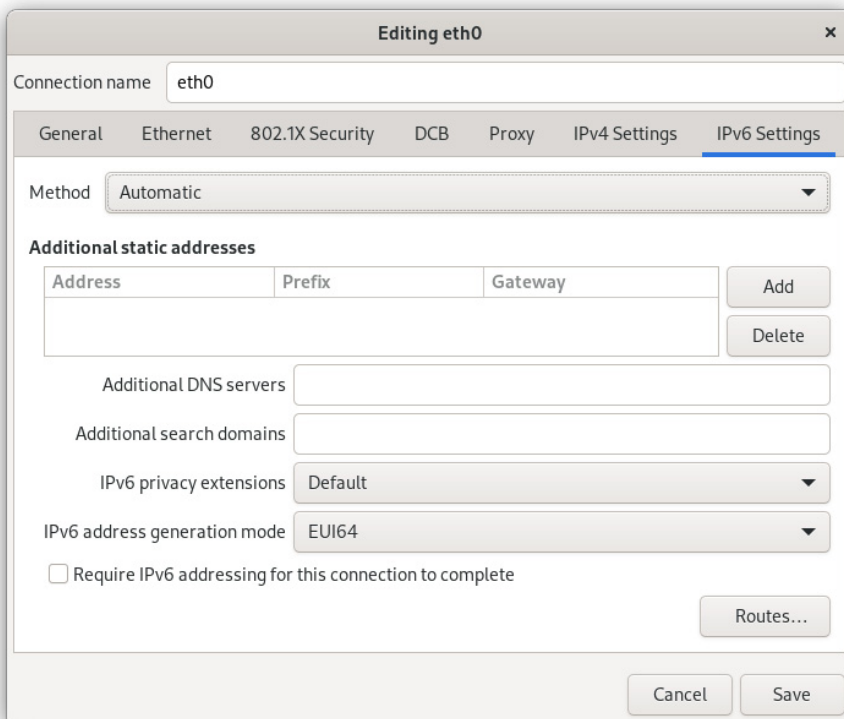 Editing eth0 ×
Connection name eth0
General Ethernet 802.1X Security DCB Proxy IPv4 Settings IPv6 Settings
Method Automatic
Additional static addresses
Address Prefix Gateway
Add
Delete
Additional DNS servers
Additional search domains
IPv6 privacy extensions Default
IPv6 address generation mode EUI64
Require IPv6 addressing for this connection to complete
Routes...
Cancel Save